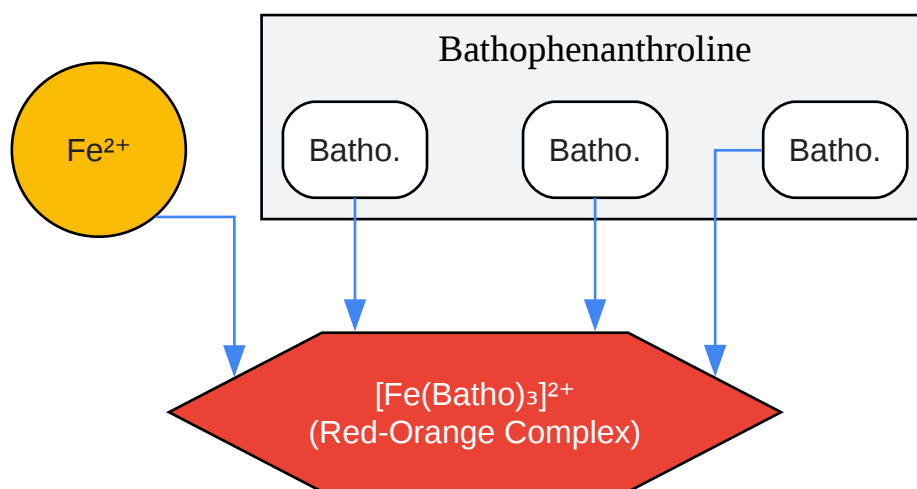 Bathophenanthroline
Fe²⁺
Batho.
Batho.
Batho.
[Fe(Batho)₃]²⁺
(Red-Orange Complex)